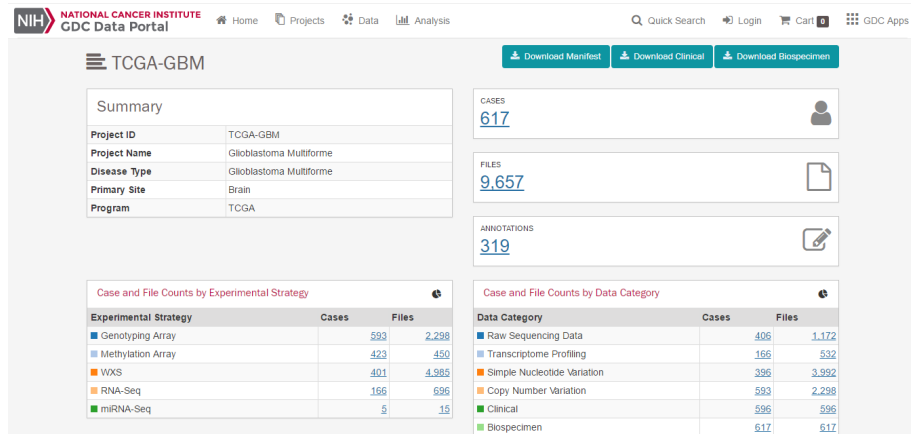 NIH NATIONAL CANCER INSTITUTE
GDC Data Portal
Home Projects Data Analysis Quick Search Login Cart 0 GDC Apps
TCGA-GBM
Download Manifest Download Clinical Download Biospecimen
Summary
Project ID TCGA-GBM
Project Name Glioblastoma Multiforme
Disease Type Glioblastoma Multiforme
Primary Site Brain
Program TCGA
CASES
617
FILES
9,657
ANNOTATIONS
319
Case and File Counts by Experimental Strategy
Experimental Strategy Cases Files
Genotyping Array 593 2,298
Methylation Array 423 450
WXS 401 4,985
RNA-Seq 166 696
miRNA-Seq 5 15
Case and File Counts by Data Category
Data Category Cases Files
Raw Sequencing Data 406 1,172
Transcriptome Profiling 166 532
Simple Nucleotide Variation 396 3,992
Copy Number Variation 593 2,298
Clinical 596 596
Biospecimen 617 617